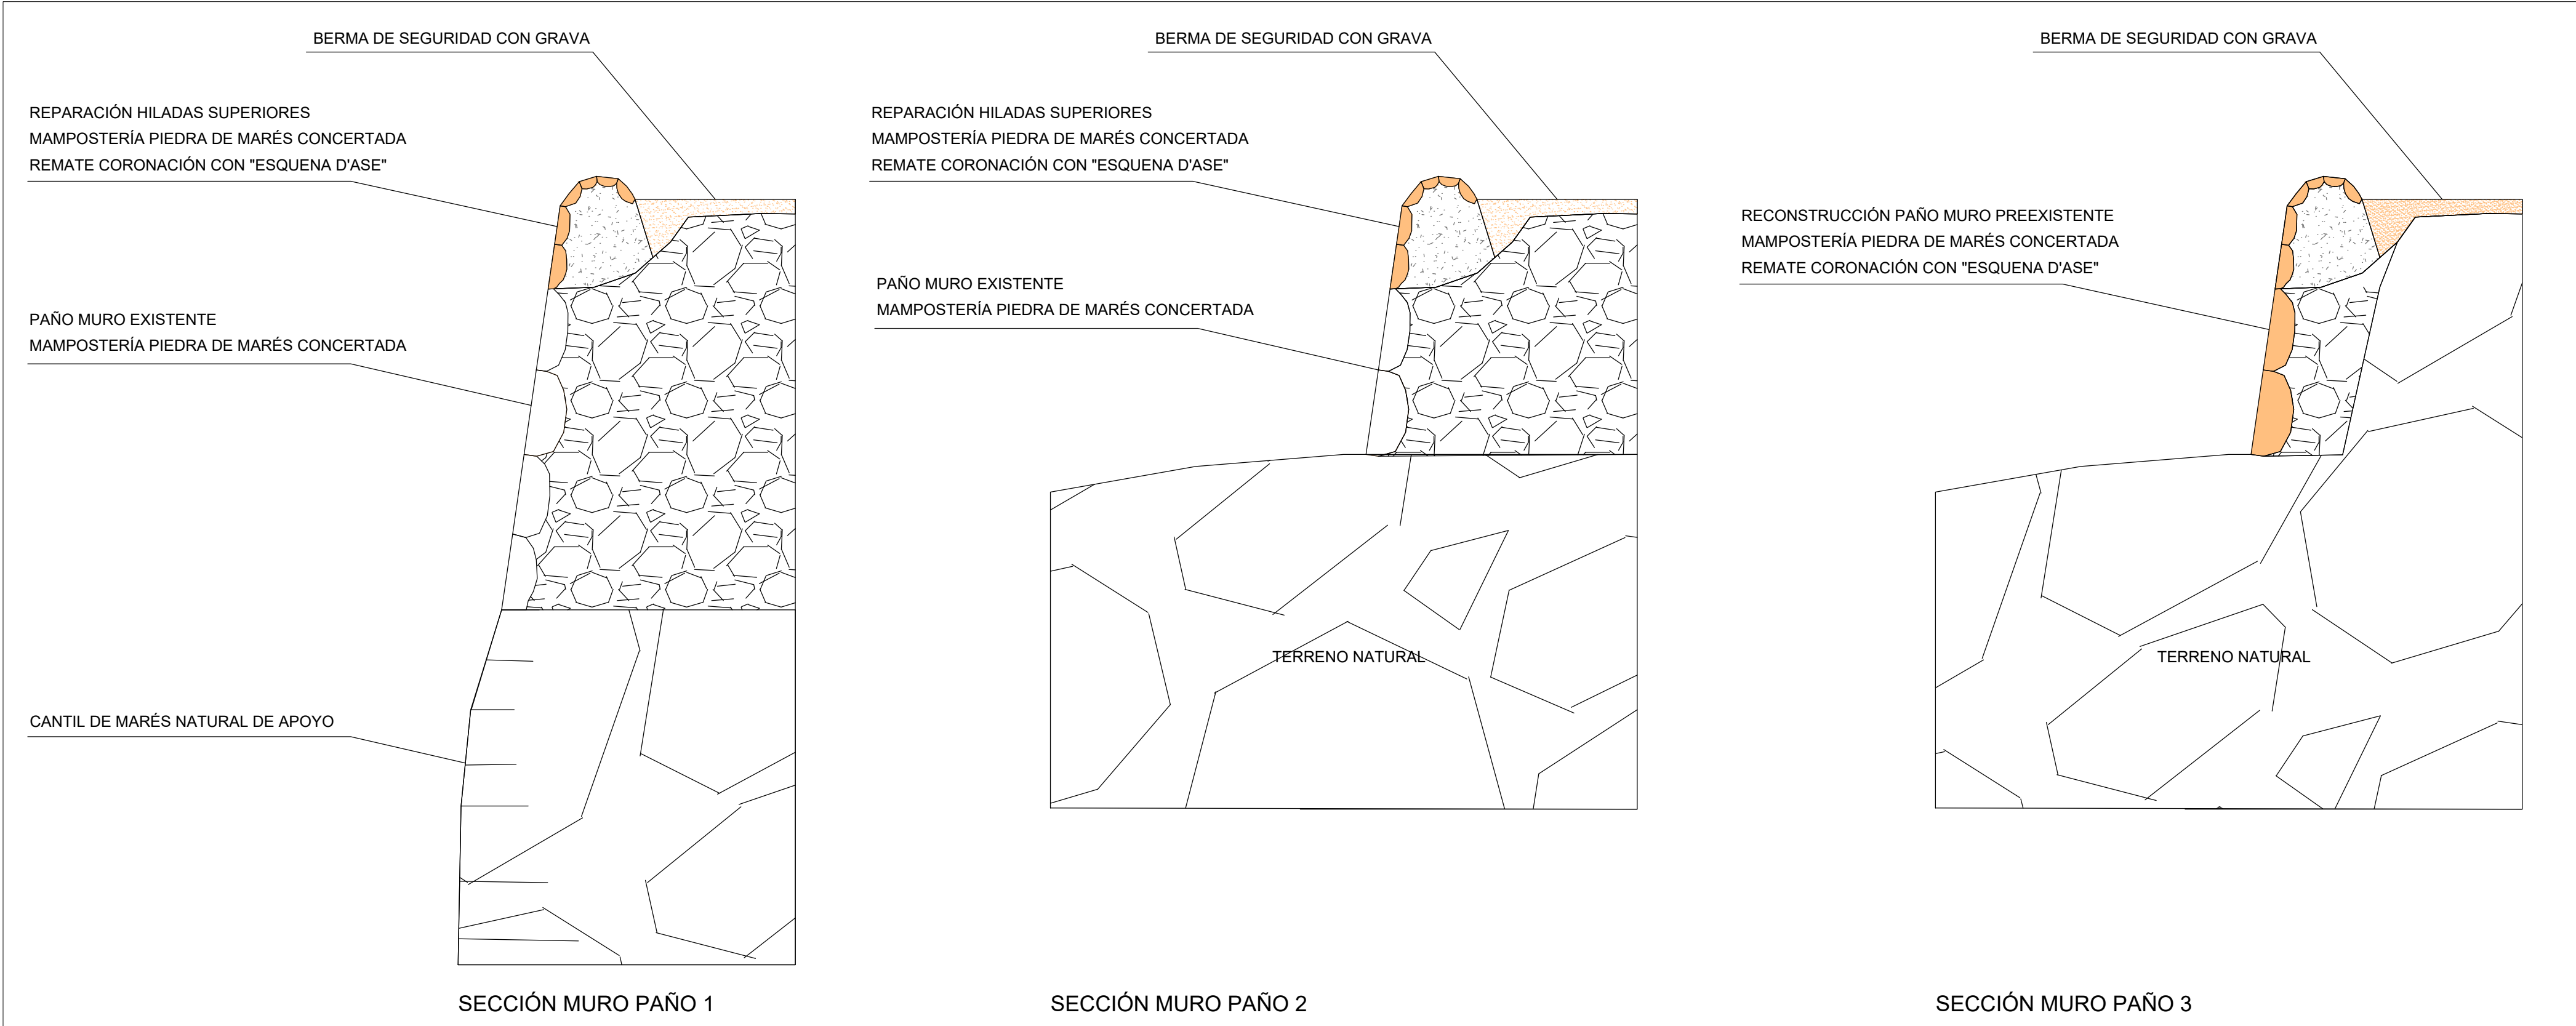 BERMA DE SEGURIDAD CON GRAVA
REPARACIÓN HILADAS SUPERIORES
MAMPOSTERÍA PIEDRA DE MARÉS CONCERTADA
REMATE CORONACIÓN CON "ESQUENA D'ASE"
PAÑO MURO EXISTENTE
MAMPOSTERÍA PIEDRA DE MARÉS CONCERTADA
CANTIL DE MARÉS NATURAL DE APOYO
SECCIÓN MURO PAÑO 1
BERMA DE SEGURIDAD CON GRAVA
REPARACIÓN HILADAS SUPERIORES
MAMPOSTERÍA PIEDRA DE MARÉS CONCERTADA
REMATE CORONACIÓN CON "ESQUENA D'ASE"
PAÑO MURO EXISTENTE
MAMPOSTERÍA PIEDRA DE MARÉS CONCERTADA
TERRENO NATURAL
SECCIÓN MURO PAÑO 2
BERMA DE SEGURIDAD CON GRAVA
RECONSTRUCCIÓN PAÑO MURO PREEXISTENTE
MAMPOSTERÍA PIEDRA DE MARÉS CONCERTADA
REMATE CORONACIÓN CON "ESQUENA D'ASE"
TERRENO NATURAL
SECCIÓN MURO PAÑO 3